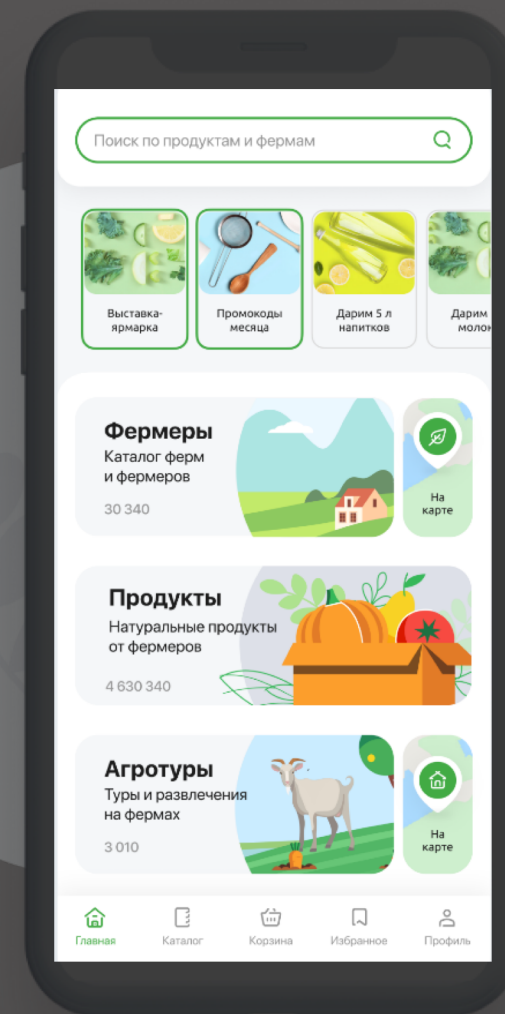 Поиск по продуктам и фермам
Выставка-
ярмарка
Промокоды
месяца
Дарим 5 л
напитков
Дарим
Фермеры
Каталог ферм
и фермеров
30 340
На
карте
Продукты
Натуральные продукты
от фермеров
4 630 340
Агротуры
Туры и развлечения
на фермах
3 010
На
карте
Главная
Каталог
Корзина
Избранное
Профиль